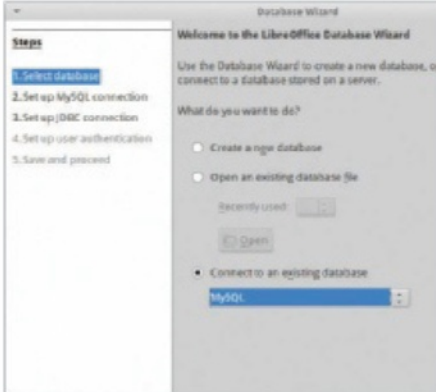 Database Wizard
Steps
1. Select database
2. Set up MySQL connection
3. Set up JDBC connection
4. Set up user authentication
5. Save and proceed
Welcome to the LibreOffice Database Wizard
Use the Database Wizard to create a new database, o
connect to a database stored on a server.
What do you want to do?
Create a new database
Open an existing database file
Recently used:
Open
Connect to an existing database
MySQL